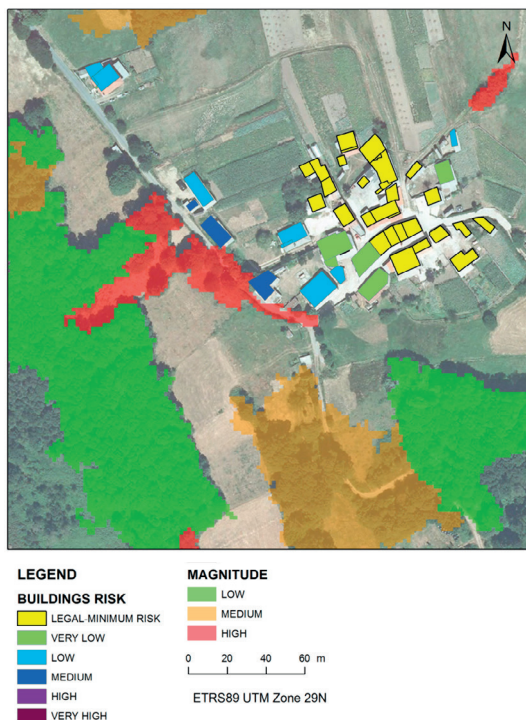 N
LEGEND
BUILDINGS RISK
LEGAL-MINIMUM RISK
VERY LOW
LOW
MEDIUM
HIGH
VERY HIGH
MAGNITUDE
LOW
MEDIUM
HIGH
0 20 40 60 m
ETRS89 UTM Zone 29N